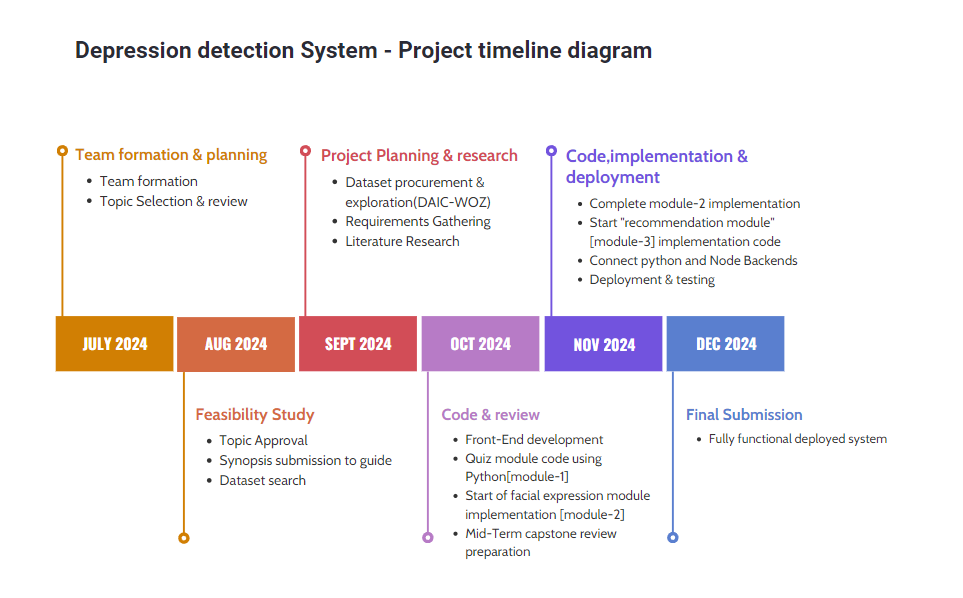 Depression detection System - Project timeline diagram
Team formation & planning
• Team formation
• Topic Selection & review
Project Planning & research
• Dataset procurement &
exploration(DAIC-WOZ)
• Requirements Gathering
• Literature Research
Code,implementation &
deployment
• Complete module-2 implementation
• Start "recommendation module"
[module-3] implementation code
• Connect python and Node Backends
• Deployment & testing
JULY 2024
AUG 2024
SEPT 2024
OCT 2024
NOV 2024
DEC 2024
Feasibility Study
• Topic Approval
• Synopsis submission to guide
• Dataset search
Code & review
• Front-End development
• Quiz module code using
Python[module-1]
• Start of facial expression module
implementation [module-2]
• Mid-Term capstone review
preparation
Final Submission
• Fully functional deployed system